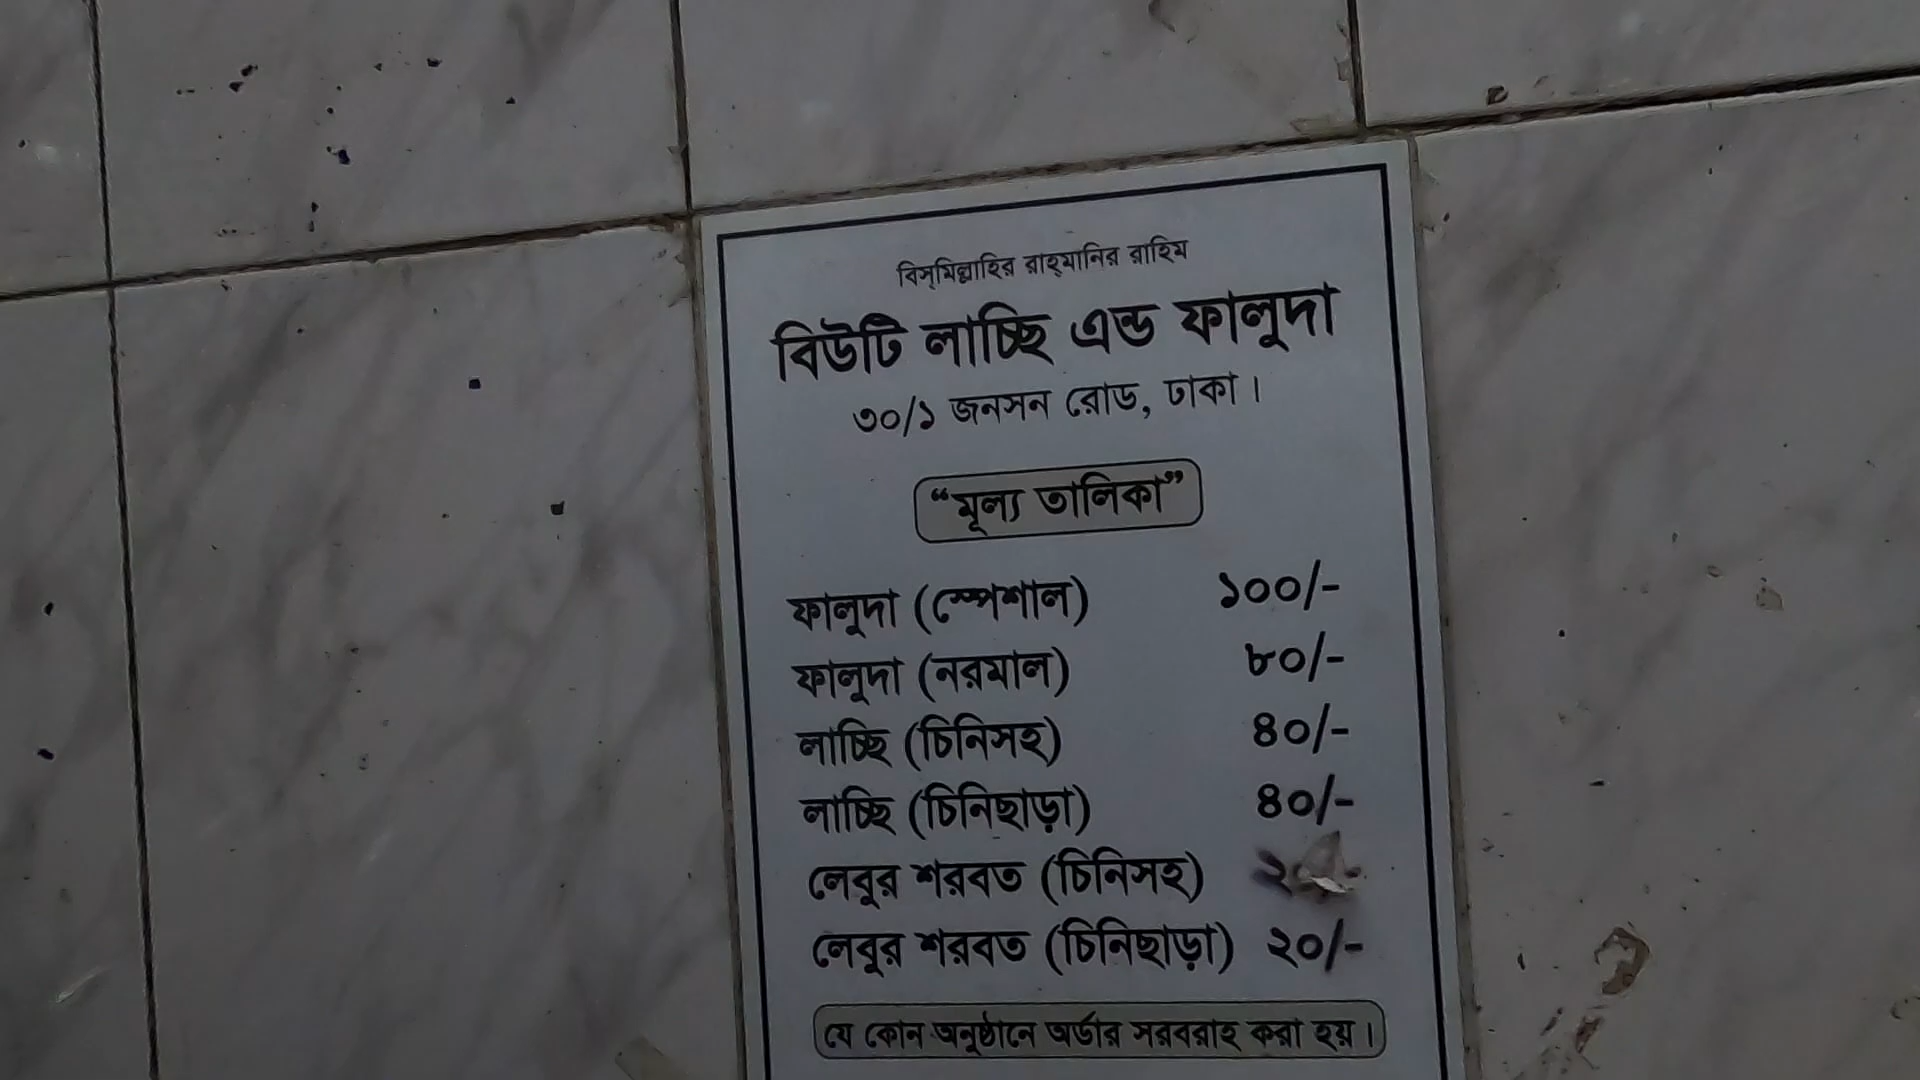 বিস্‌মিল্লাহির রাহ্‌মানির রাহিম
বিউটি লাচ্ছি এন্ড ফালুদা
৩০/১ জনসন রোড, ঢাকা।
“মূল্য তালিকা”
ফালুদা (স্পেশাল) ১০০/-
ফালুদা (নরমাল) ৮০/-
লাচ্ছি (চিনিসহ) ৪০/-
লাচ্ছি (চিনিছাড়া) ৪০/-
লেবুর শরবত (চিনিসহ)
লেবুর শরবত (চিনিছাড়া) ২০/-
যে কোন অনুষ্ঠানে অর্ডার সরবরাহ করা হয়।